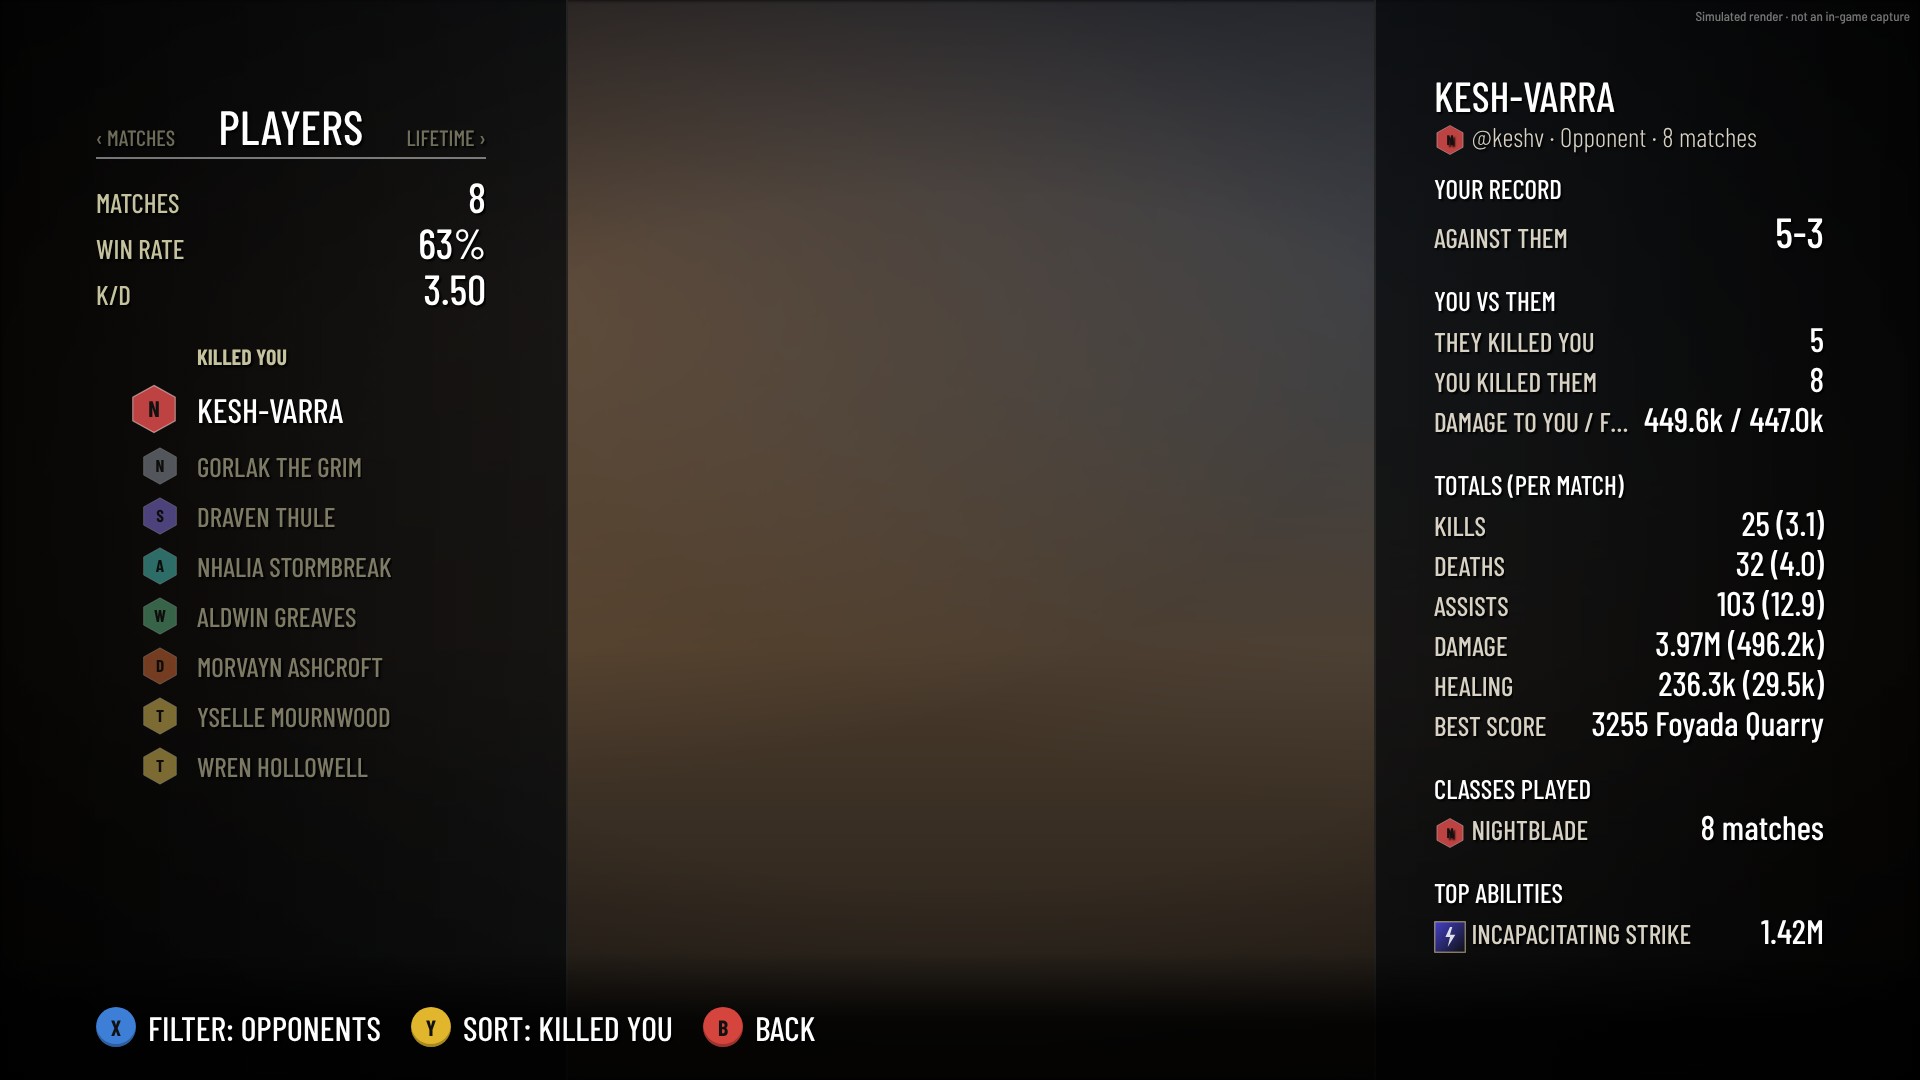 Simulated render · not an in-game capture
‹ MATCHES PLAYERS LIFETIME ›
MATCHES 8
WIN RATE 63%
K/D 3.50
KILLED YOU
N KESH-VARRA
N GORLAK THE GRIM
S DRAVEN THULE
A NHALIA STORMBREAK
W ALDWIN GREAVES
D MORVAYN ASHCROFT
T YSELLE MOURNWOOD
T WREN HOLLOWELL
KESH-VARRA
N @keshv · Opponent · 8 matches
YOUR RECORD
AGAINST THEM 5-3
YOU VS THEM
THEY KILLED YOU 5
YOU KILLED THEM 8
DAMAGE TO YOU / F... 449.6k / 447.0k
TOTALS (PER MATCH)
KILLS 25 (3.1)
DEATHS 32 (4.0)
ASSISTS 103 (12.9)
DAMAGE 3.97M (496.2k)
HEALING 236.3k (29.5k)
BEST SCORE 3255 Foyada Quarry
CLASSES PLAYED
N NIGHTBLADE 8 matches
TOP ABILITIES
INCAPACITATING STRIKE 1.42M
X FILTER: OPPONENTS Y SORT: KILLED YOU B BACK